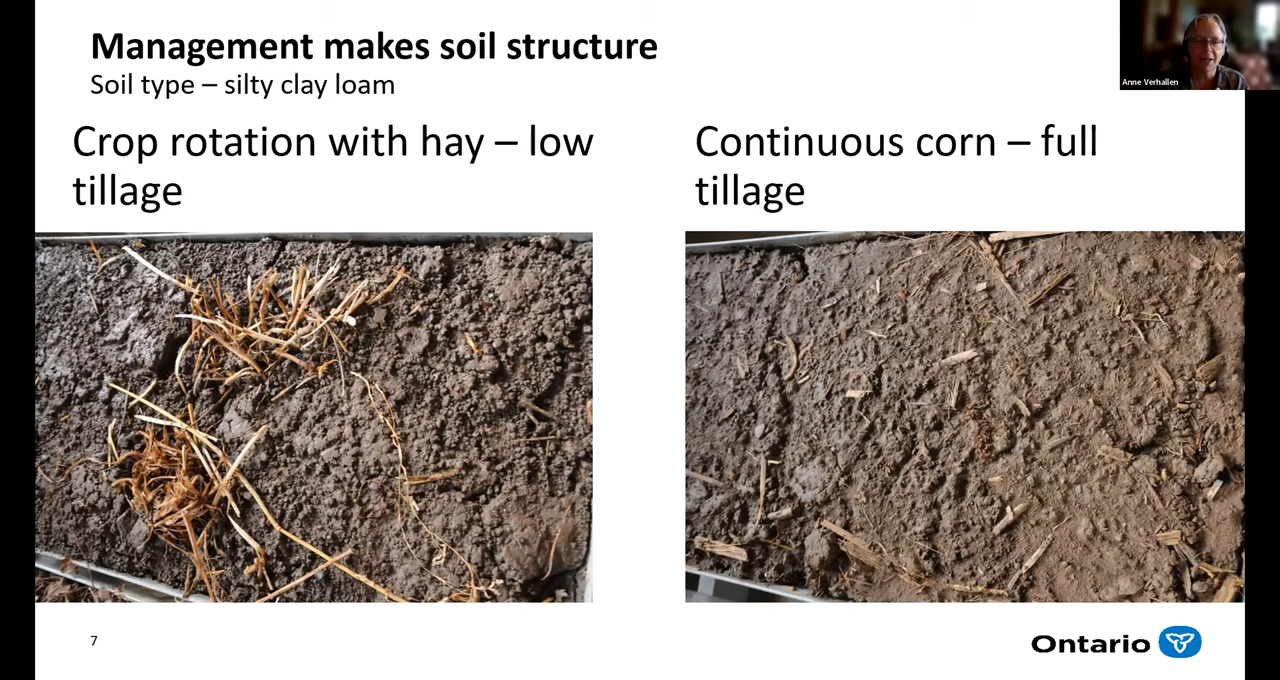 Management makes soil structure
Soil type – silty clay loam
Anne Verhallen
Crop rotation with hay – low
tillage
Continuous corn – full
tillage
7
Ontario